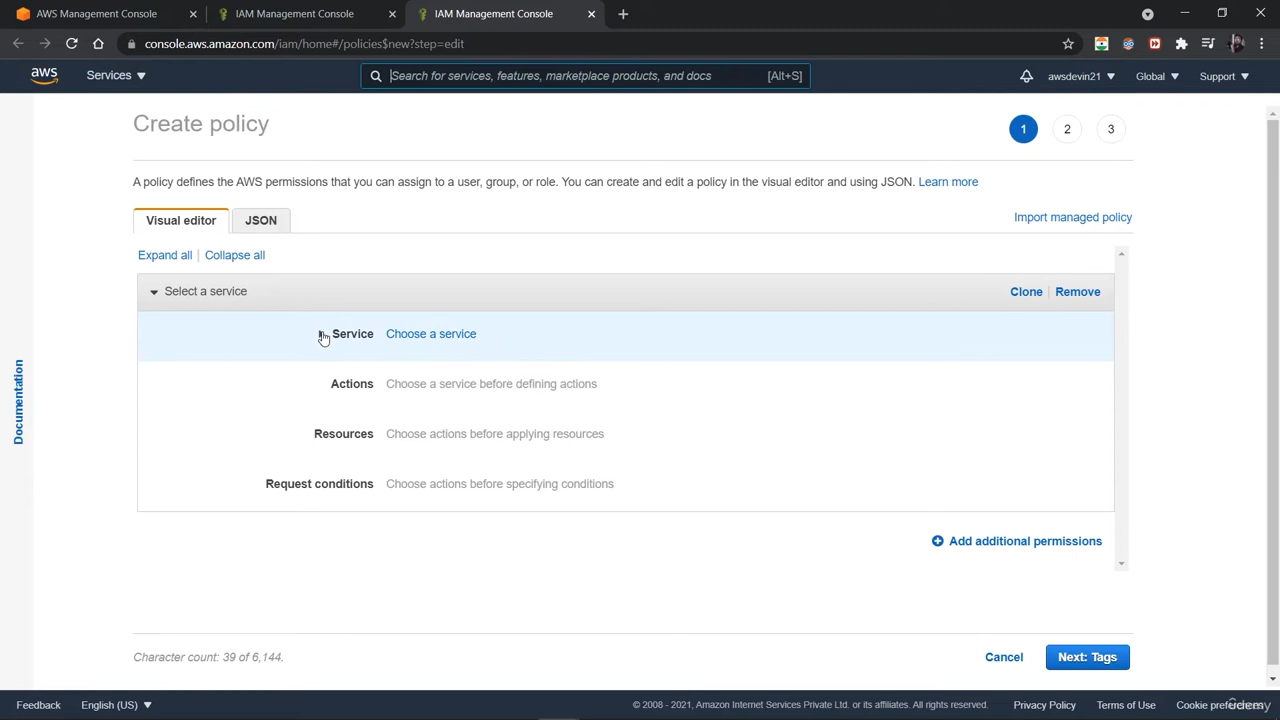 AWS Management Console
IAM Management Console
IAM Management Console
console.aws.amazon.com/iam/home#/policies$new?step=edit
aws
Services
Search for services, features, marketplace products, and docs
[Alt+S]
awsdevin21
Global
Support
Create policy
1
2
3
A policy defines the AWS permissions that you can assign to a user, group, or role. You can create and edit a policy in the visual editor and using JSON. Learn more
Visual editor
JSON
Import managed policy
Expand all | Collapse all
Select a service
Clone | Remove
Service Choose a service
Actions Choose a service before defining actions
Resources Choose actions before applying resources
Request conditions Choose actions before specifying conditions
Add additional permissions
Documentation
Character count: 39 of 6,144.
Cancel
Next: Tags
Feedback
English (US)
© 2008 - 2021, Amazon Internet Services Private Ltd. or its affiliates. All rights reserved.
Privacy Policy
Terms of Use
Cookie preferences